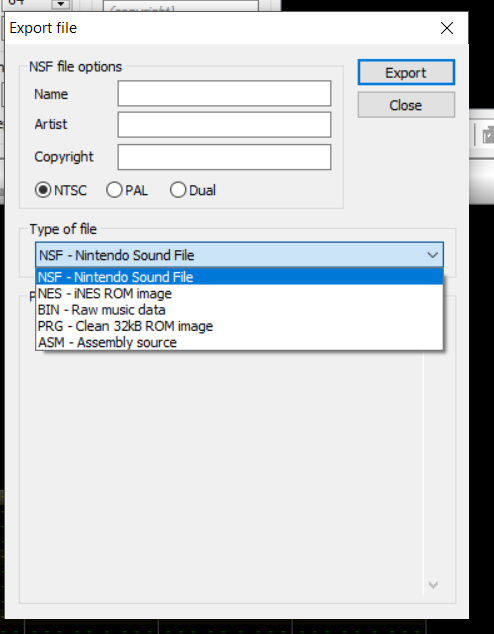 64
(copyright)
Export file
NSF file options
Name
Artist
Copyright
NTSC
PAL
Dual
Export
Close
Type of file
NSF - Nintendo Sound File
NSF - Nintendo Sound File
NES - iNES ROM image
BIN - Raw music data
PRG - Clean 32kB ROM image
ASM - Assembly source